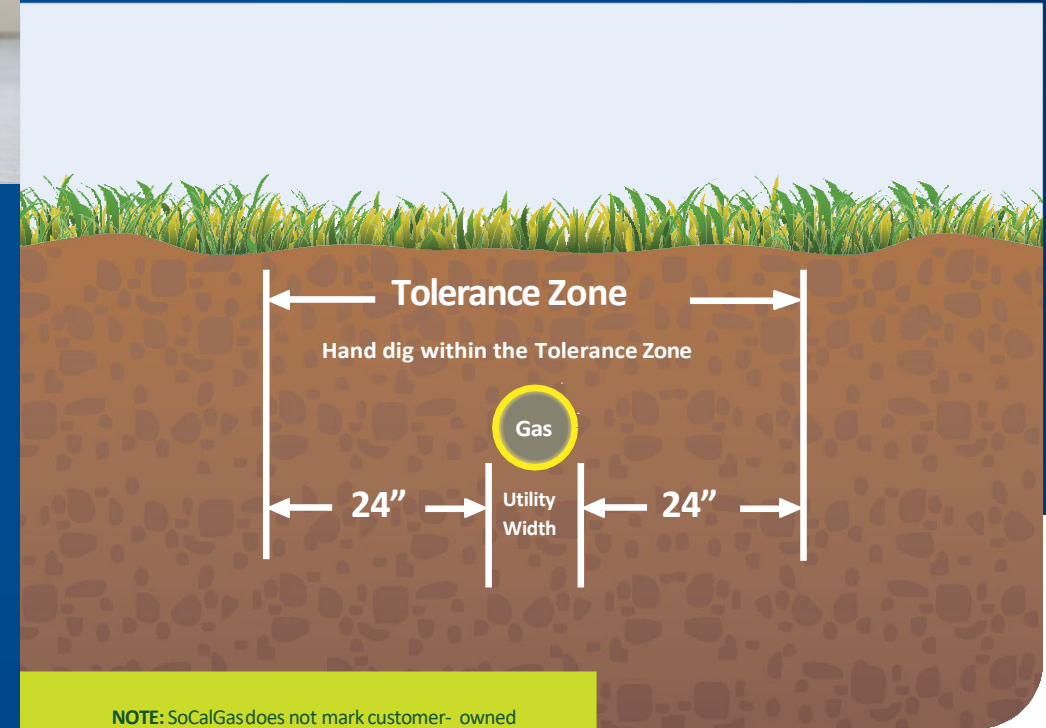 Tolerance Zone
Hand dig within the Tolerance Zone
Gas
24”
Utility
Width
24”
NOTE: SoCalGas does not mark customer- owned